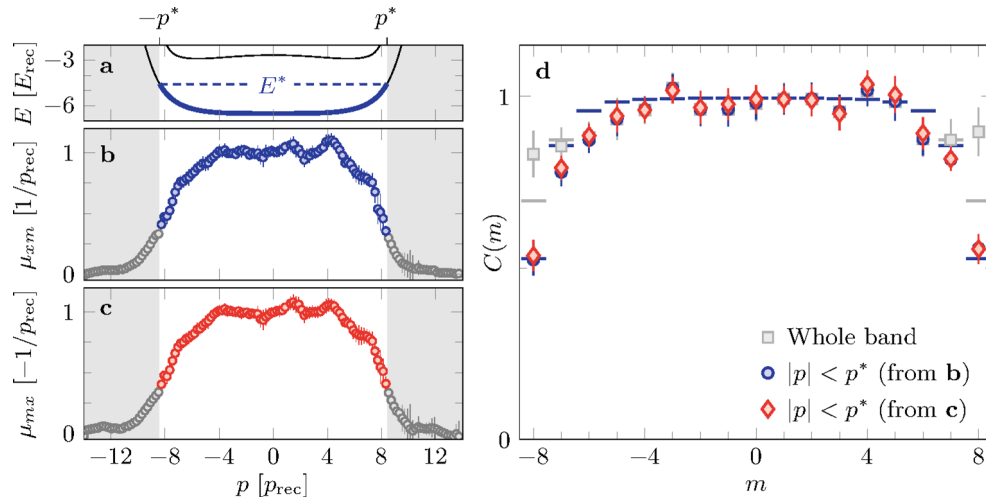 −p* p*
a
E [E_rec]
−3
−6
E*
b
μ_xm [1/p_rec]
1
0
c
μ_mx [−1/p_rec]
1
0
−12 −8 −4 0 4 8 12
p [p_rec]
d
C(m)
1
0
Whole band
|p| < p* (from b)
|p| < p* (from c)
−8 −4 0 4 8
m